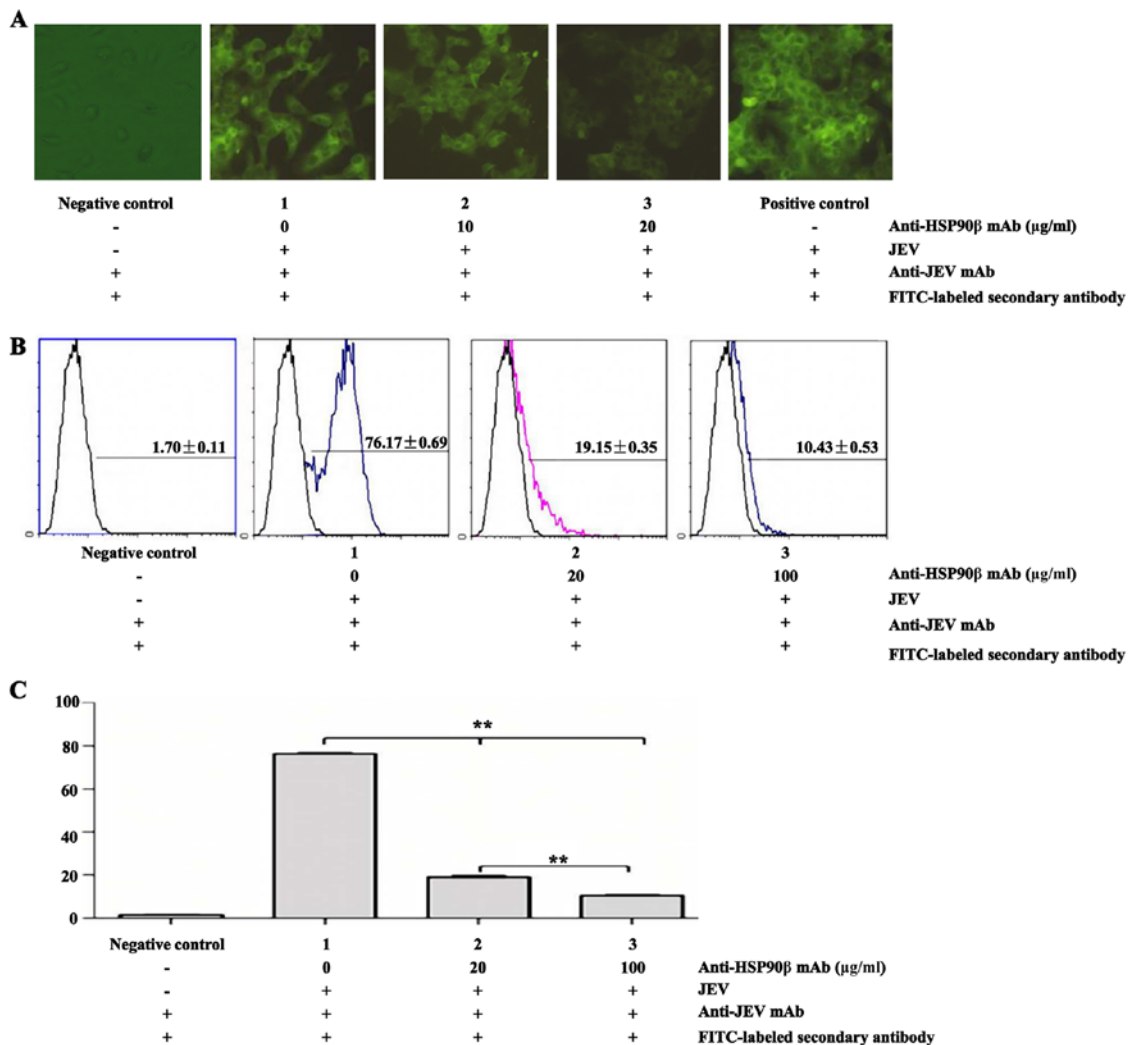 A
Negative control 1 2 3 Positive control
- 0 10 20 - Anti-HSP90β mAb (µg/ml)
- + + + + JEV
+ + + + + Anti-JEV mAb
+ + + + + FITC-labeled secondary antibody
B
1.70±0.11 76.17±0.69 19.15±0.35 10.43±0.53
0 0 0 0
Negative control 1 2 3
- 0 20 100 Anti-HSP90β mAb (µg/ml)
- + + + JEV
+ + + + Anti-JEV mAb
+ + + + FITC-labeled secondary antibody
C
100
**
80
60
40
**
20
0
Negative control 1 2 3
- 0 20 100 Anti-HSP90β mAb (µg/ml)
- + + + JEV
+ + + + Anti-JEV mAb
+ + + + FITC-labeled secondary antibody